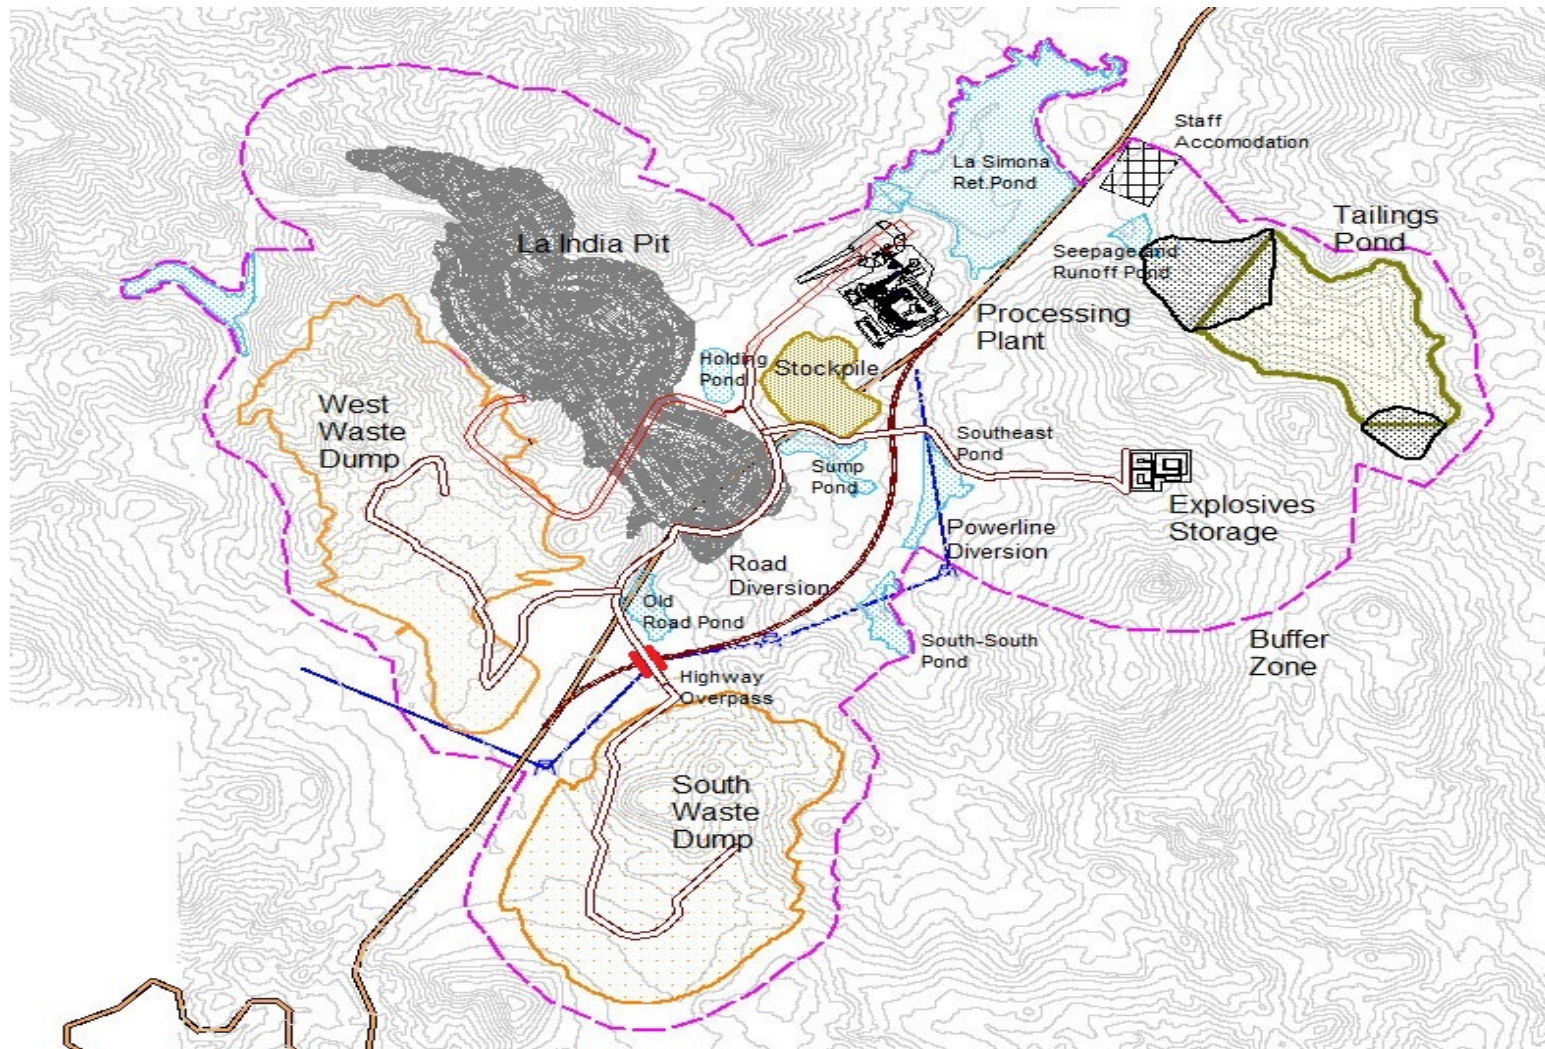 Staff
Accomodation
La Simona
Ret.Pond
Tailings
Pond
La India Pit
Seepage and
Runoff Pond
Processing
Plant
Holding
Pond
Stockpile
West
Waste
Dump
Southeast
Pond
Sump
Pond
Explosives
Storage
Powerline
Diversion
Road
Diversion
Old
Road Pond
South-South
Pond
Buffer
Zone
Highway
Overpass
South
Waste
Dump